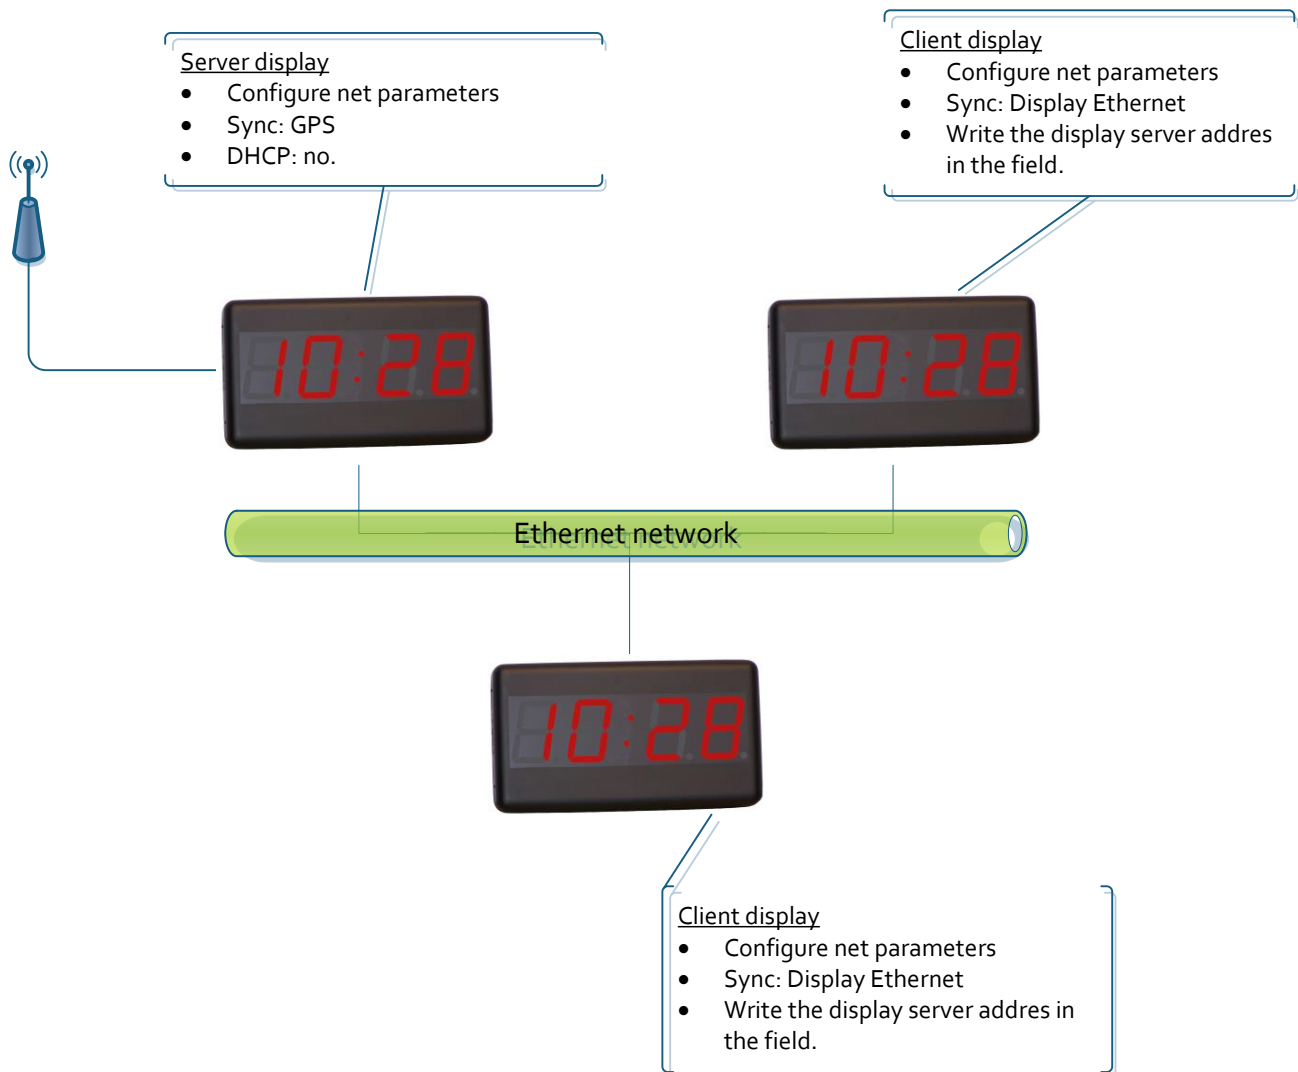 Server display
• Configure net parameters
• Sync: GPS
• DHCP: no.
Client display
• Configure net parameters
• Sync: Display Ethernet
• Write the display server addres
in the field.
10:28
10:28
Ethernet network
10:28
Client display
• Configure net parameters
• Sync: Display Ethernet
• Write the display server addres in
the field.